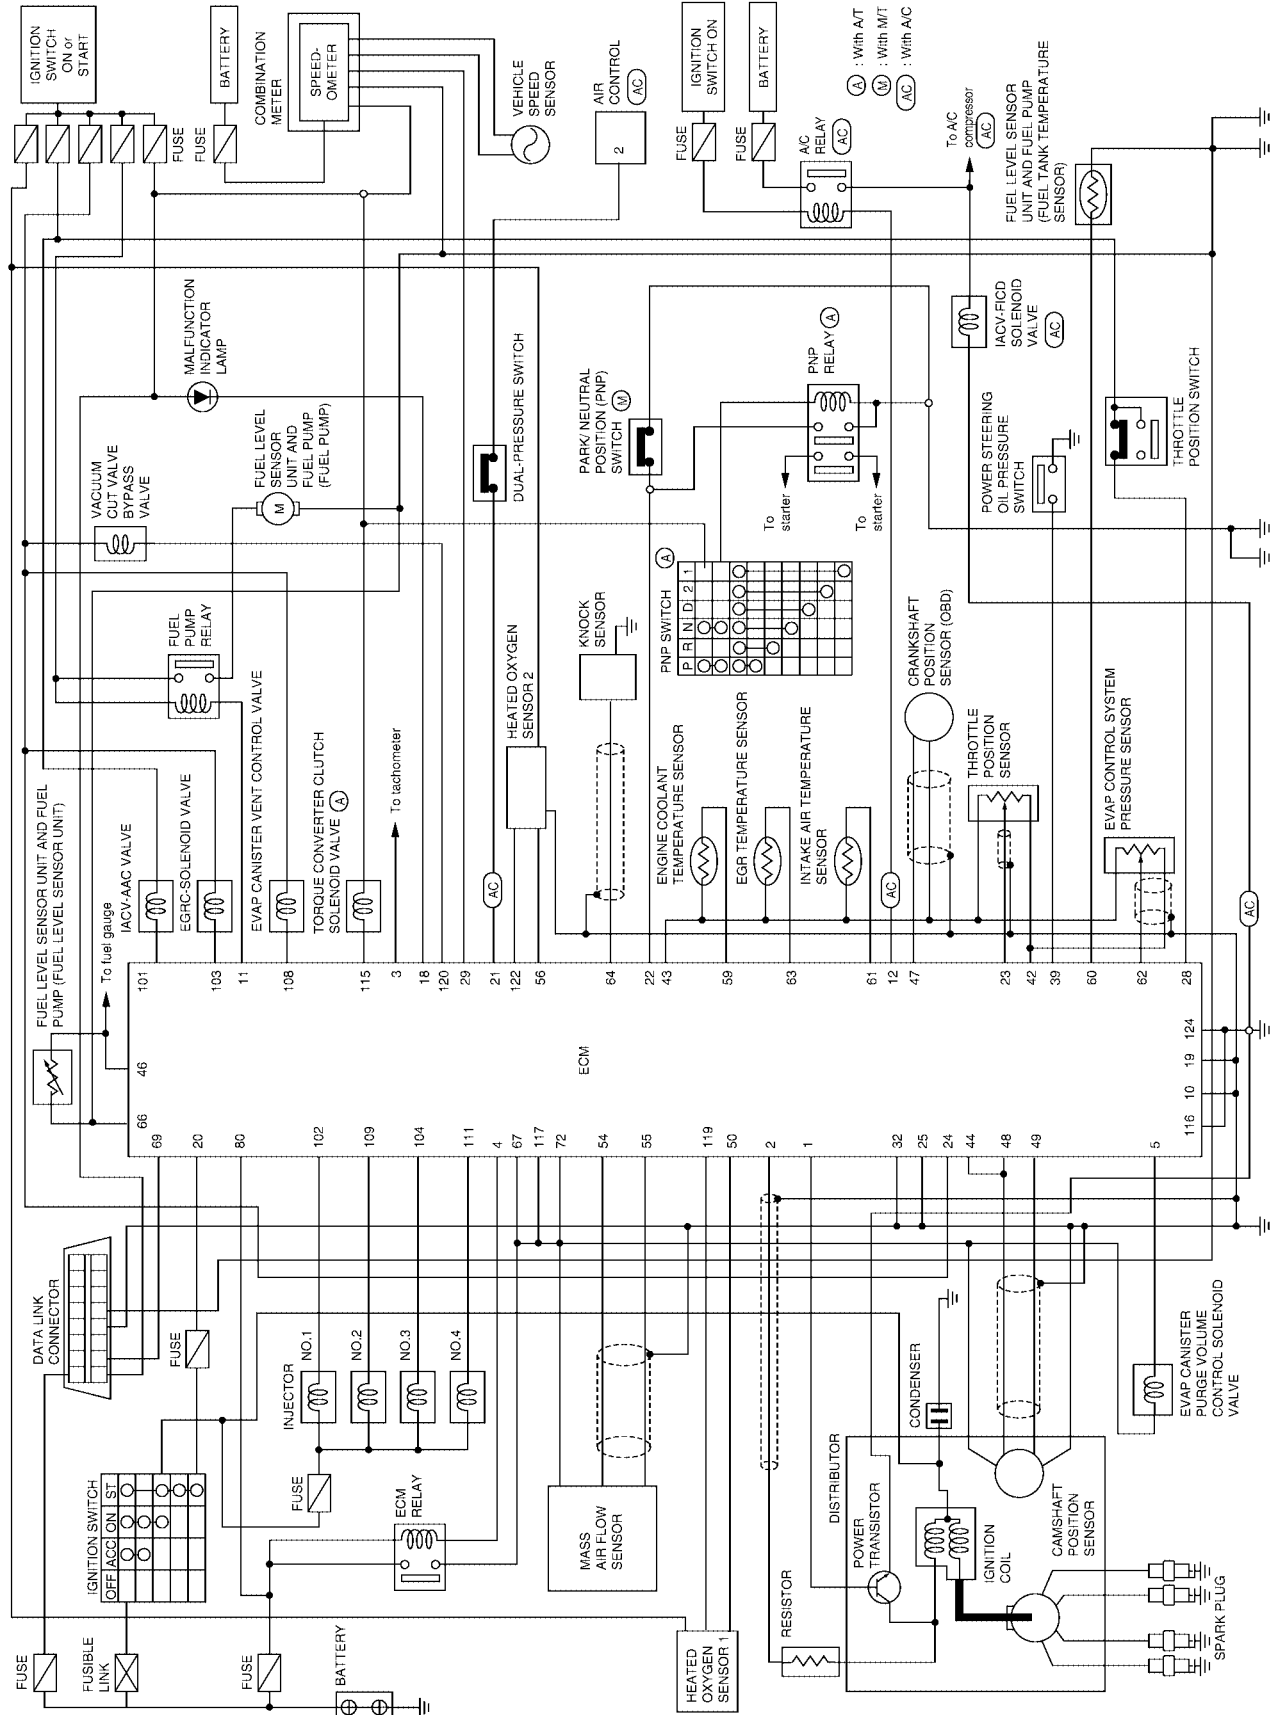 IGNITION
SWITCH
ON or
START
BATTERY
FUSE
FUSE
COMBINATION
METER
SPEED-
OMETER
VEHICLE
SPEED
SENSOR
AIR
CONTROL
AC
2
IGNITION
SWITCH ON
BATTERY
FUSE
FUSE
A/C
RELAY
AC
A : With A/T
M : With M/T
AC : With A/C
To A/C
compressor
AC
FUEL LEVEL SENSOR
UNIT AND FUEL PUMP
(FUEL TANK TEMPERATURE
SENSOR)
MALFUNCTION
INDICATOR
LAMP
VACUUM
CUT VALVE
BYPASS
VALVE
FUEL LEVEL
SENSOR
UNIT AND
FUEL PUMP
(FUEL PUMP)
M
DUAL-PRESSURE SWITCH
PARK/ NEUTRAL
POSITION (PNP)
SWITCH M
PNP
RELAY A
To
starter
To
starter
IACV-FICD
SOLENOID
VALVE
AC
POWER STEERING
OIL PRESSURE
SWITCH
THROTTLE
POSITION SWITCH
FUEL
PUMP
RELAY
HEATED OXYGEN
SENSOR 2
KNOCK
SENSOR
PNP SWITCH A
P R N D 2 1
CRANKSHAFT
POSITION
SENSOR (OBD)
FUEL LEVEL SENSOR UNIT AND FUEL
PUMP (FUEL LEVEL SENSOR UNIT)
To fuel gauge
IACV-AAC VALVE
EGRC-SOLENOID VALVE
EVAP CANISTER VENT CONTROL VALVE
TORQUE CONVERTER CLUTCH
SOLENOID VALVE A
To tachometer
AC
ENGINE COOLANT
TEMPERATURE SENSOR
EGR TEMPERATURE SENSOR
INTAKE AIR TEMPERATURE
SENSOR
AC
THROTTLE
POSITION
SENSOR
EVAP CONTROL SYSTEM
PRESSURE SENSOR
AC
101 103 11 108 115 3 18 120 29 21 122 56 64 22 43 59 63 61 12 47 23 42 39 60 62 28
46
66
ECM
124
19
10
116
69 20 80 102 109 104 111 4 67 117 72 54 55 119 50 2 1 32 25 24 44 48 49 5
DATA LINK
CONNECTOR
FUSE
INJECTOR
NO.1
NO.2
NO.3
NO.4
FUSE
IGNITION SWITCH
OFF ACC ON ST
ECM
RELAY
MASS
AIR FLOW
SENSOR
CONDENSER
DISTRIBUTOR
POWER
TRANSISTOR
IGNITION
COIL
CAMSHAFT
POSITION
SENSOR
EVAP CANISTER
PURGE VOLUME
CONTROL SOLENOID
VALVE
FUSE
FUSIBLE
LINK
FUSE
BATTERY
HEATED
OXYGEN
SENSOR 1
RESISTOR
SPARK PLUG